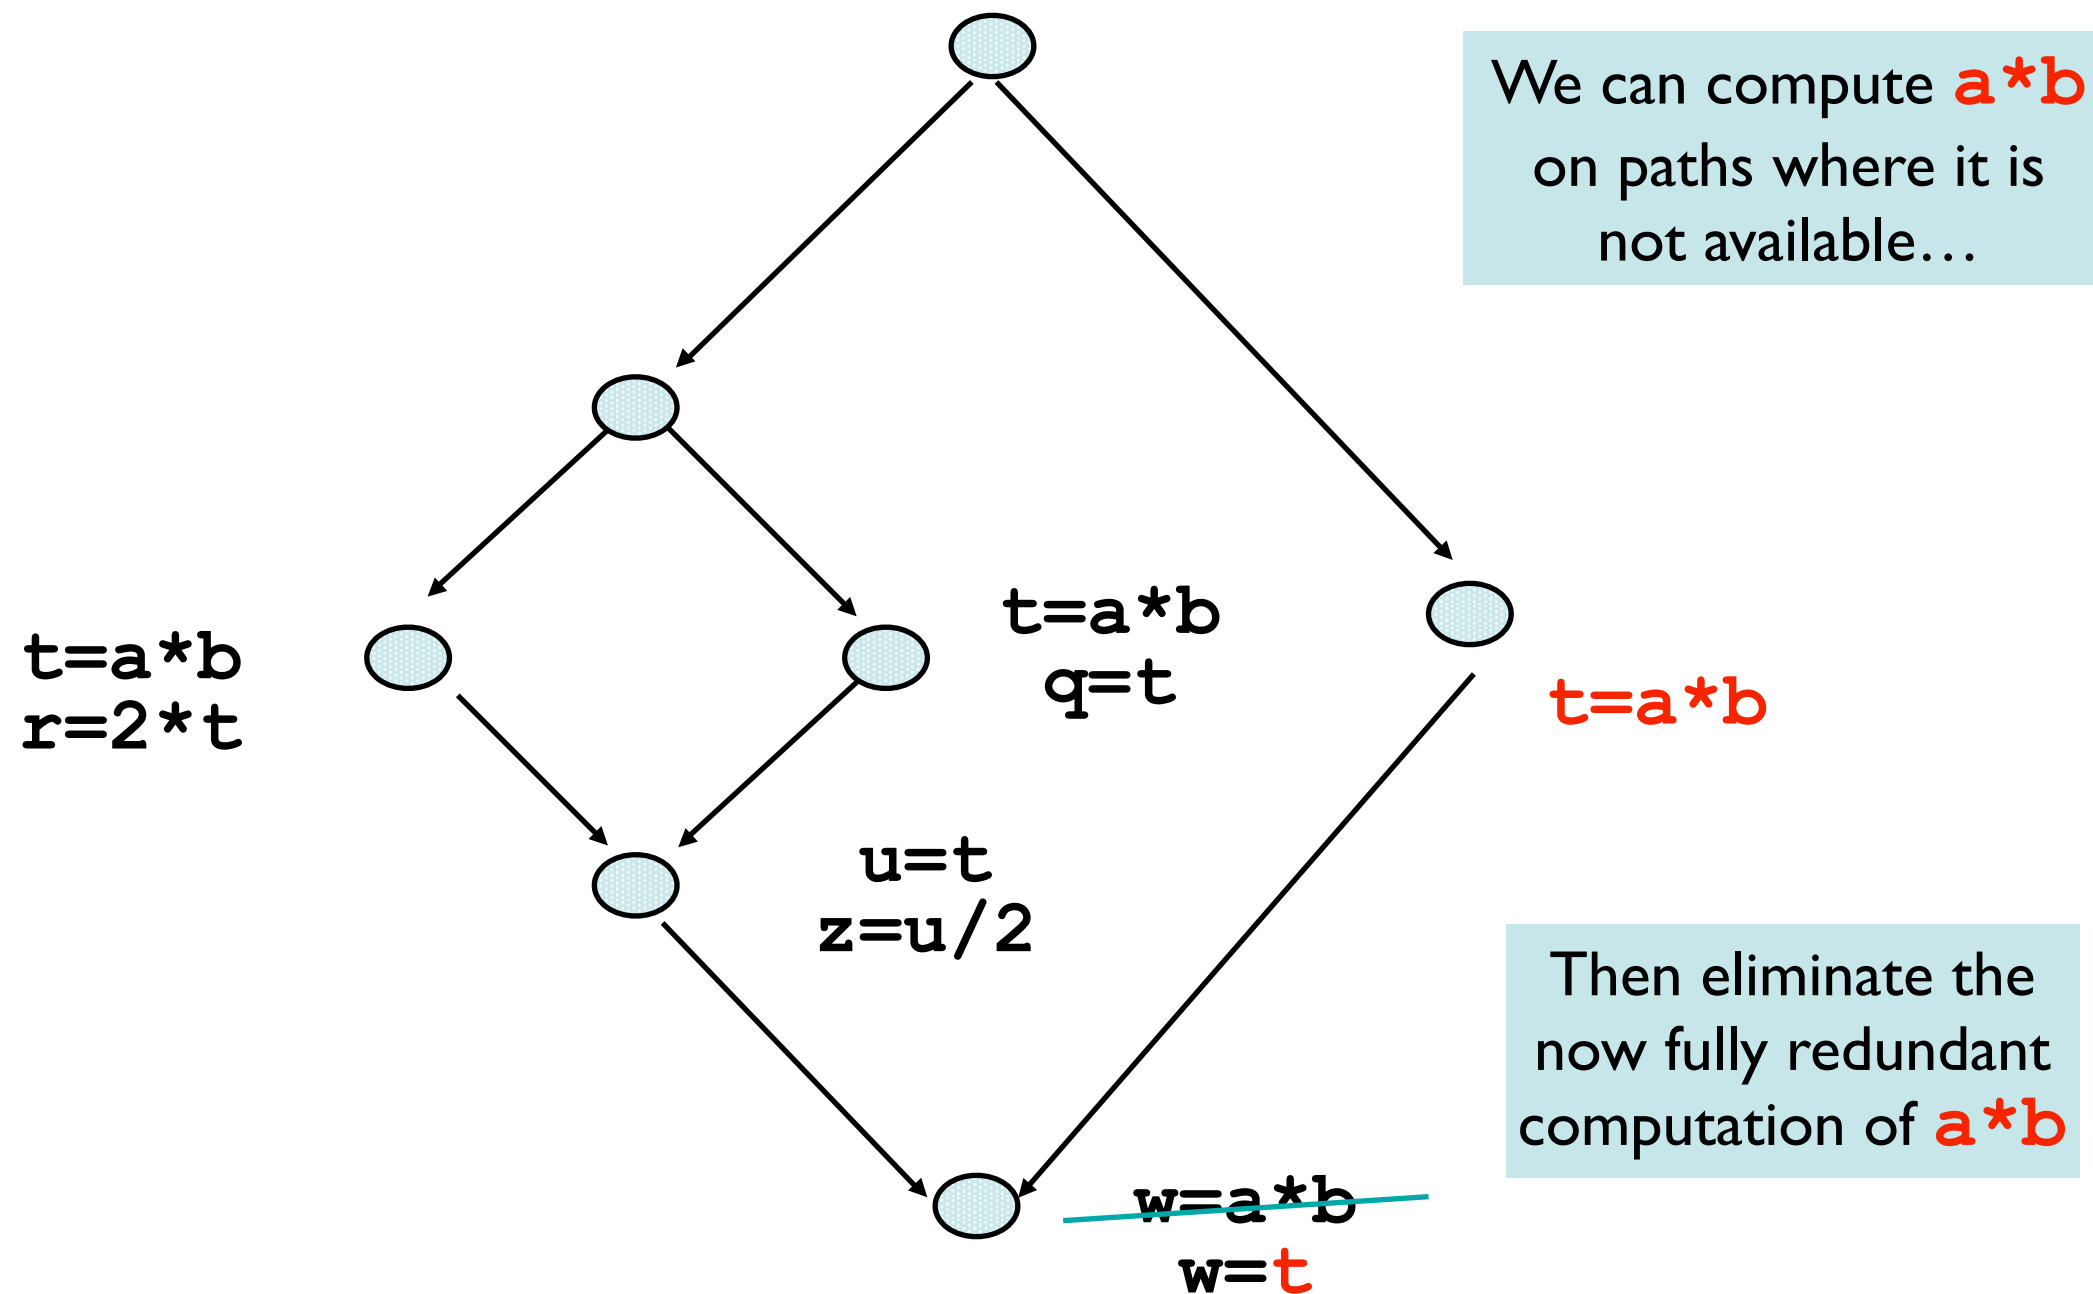 We can compute a*b
on paths where it is
not available…
t=a*b
q=t
t=a*b
r=2*t
t=a*b
u=t
z=u/2
Then eliminate the
now fully redundant
computation of a*b
w=a*b
w=t